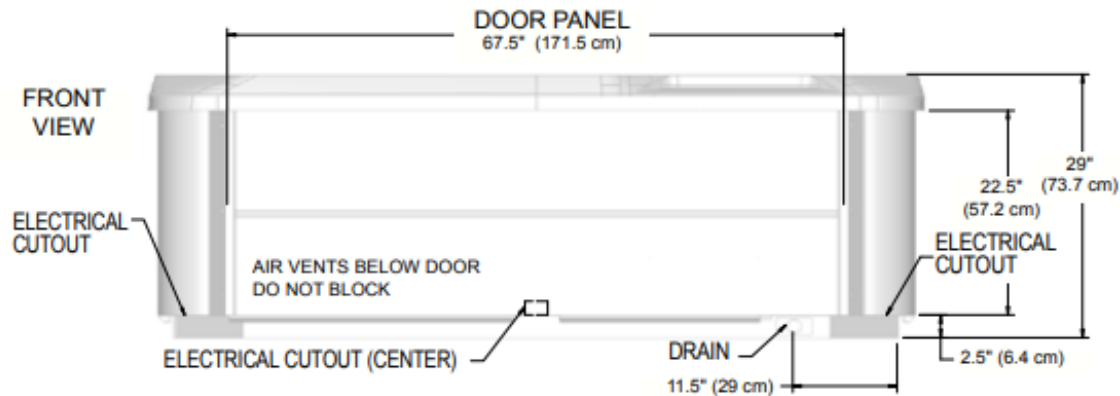 DOOR PANEL
67.5" (171.5 cm)
FRONT
VIEW
29"
(73.7 cm)
22.5"
(57.2 cm)
ELECTRICAL
CUTOUT
ELECTRICAL
CUTOUT
AIR VENTS BELOW DOOR
DO NOT BLOCK
ELECTRICAL CUTOUT (CENTER)
DRAIN
2.5" (6.4 cm)
11.5" (29 cm)